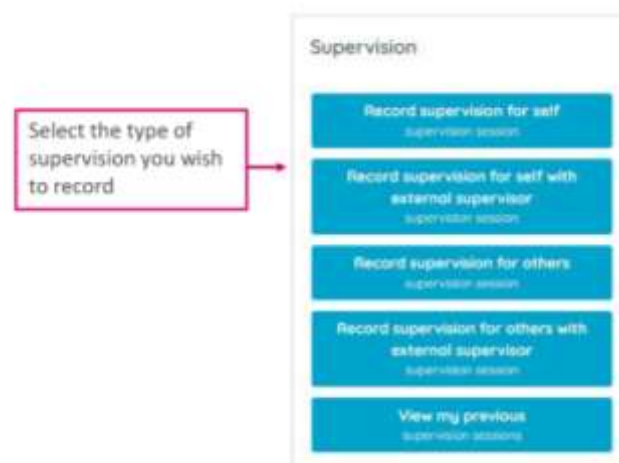 Supervision
Select the type of
supervision you wish
to record
Record supervision for self
supervision session
Record supervision for self with
external supervisor
supervision session
Record supervision for others
supervision session
Record supervision for others with
external supervisor
supervision session
View my previous
supervision sessions